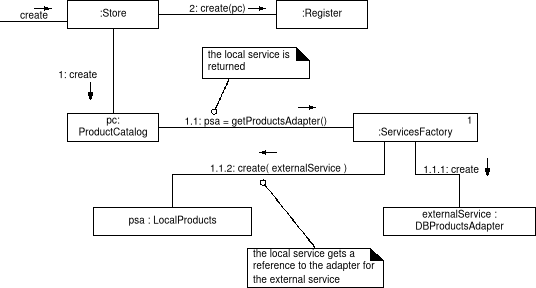 create
:Store
2: create(pc)
:Register
the local service is
returned
1: create
pc:
ProductCatalog
1.1: psa = getProductsAdapter()
1
:ServicesFactory
1.1.2: create( externalService )
1.1.1: create
psa : LocalProducts
externalService :
DBProductsAdapter
the local service gets a
reference to the adapter for
the external service